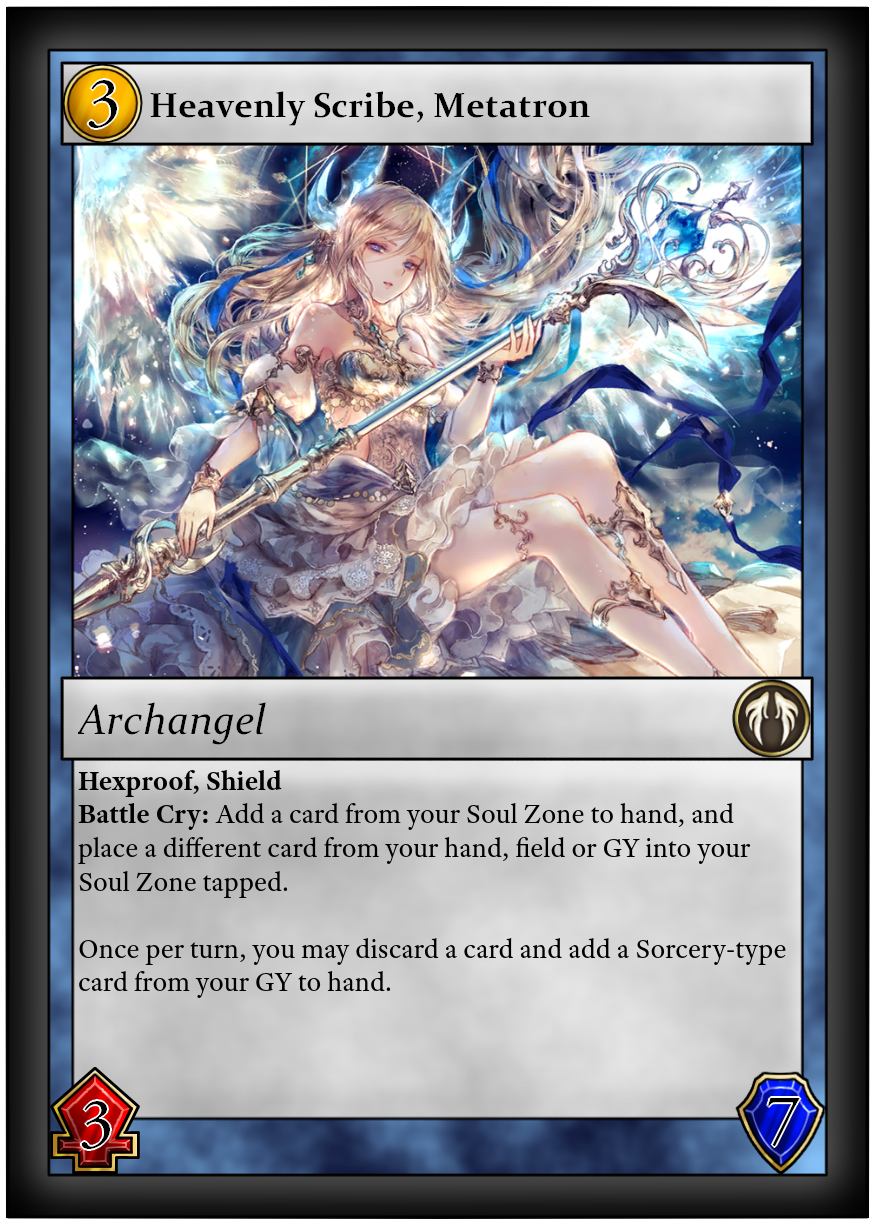 3 Heavenly Scribe, Metatron
Archangel
Hexproof, Shield
Battle Cry: Add a card from your Soul Zone to hand, and
place a different card from your hand, field or GY into your
Soul Zone tapped.
Once per turn, you may discard a card and add a Sorcery-type
card from your GY to hand.
3 7